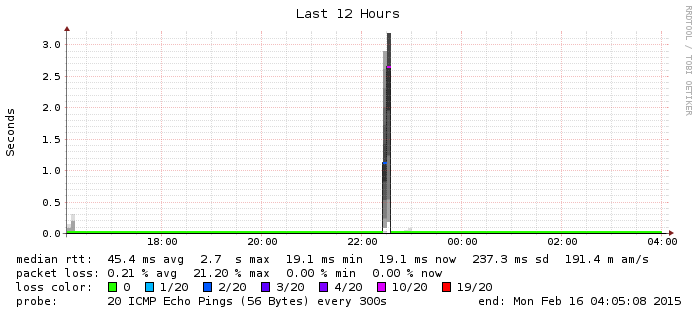 Last 12 Hours
RRDTOOL / TOBI OETIKER
Seconds
3.0
2.5
2.0
1.5
1.0
0.5
0.0
18:00 20:00 22:00 00:00 02:00 04:00
median rtt: 45.4 ms avg 2.7 s max 19.1 ms min 19.1 ms now 237.3 ms sd 191.4 m am/s
packet loss: 0.21 % avg 21.20 % max 0.00 % min 0.00 % now
loss color: 0 1/20 2/20 3/20 4/20 10/20 19/20
probe: 20 ICMP Echo Pings (56 Bytes) every 300s end: Mon Feb 16 04:05:08 2015